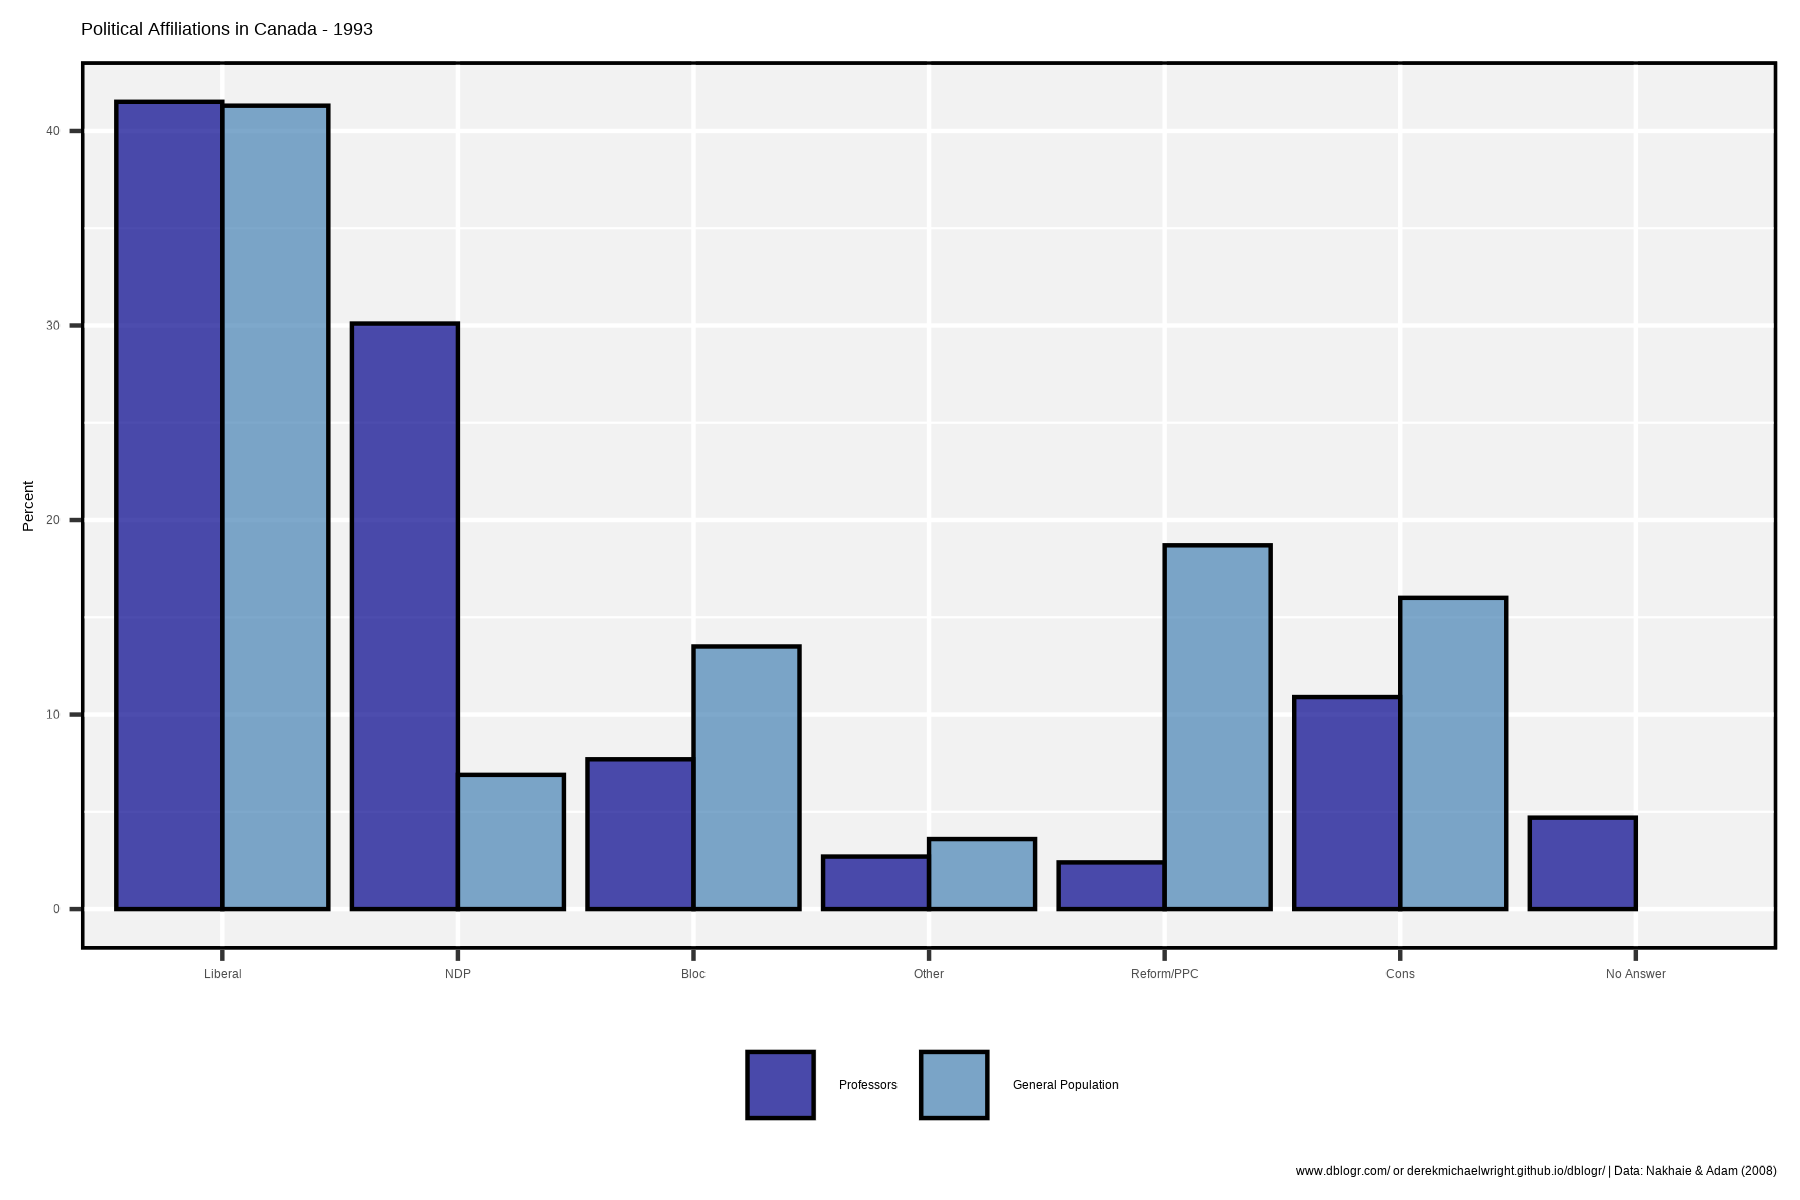 Political Affiliations in Canada - 1993
Percent
40
30
20
10
0
Liberal
NDP
Bloc
Other
Reform/PPC
Cons
No Answer
Professors
General Population
www.dblogr.com/ or derekmichaelwright.github.io/dblogr/ | Data: Nakhaie & Adam (2008)